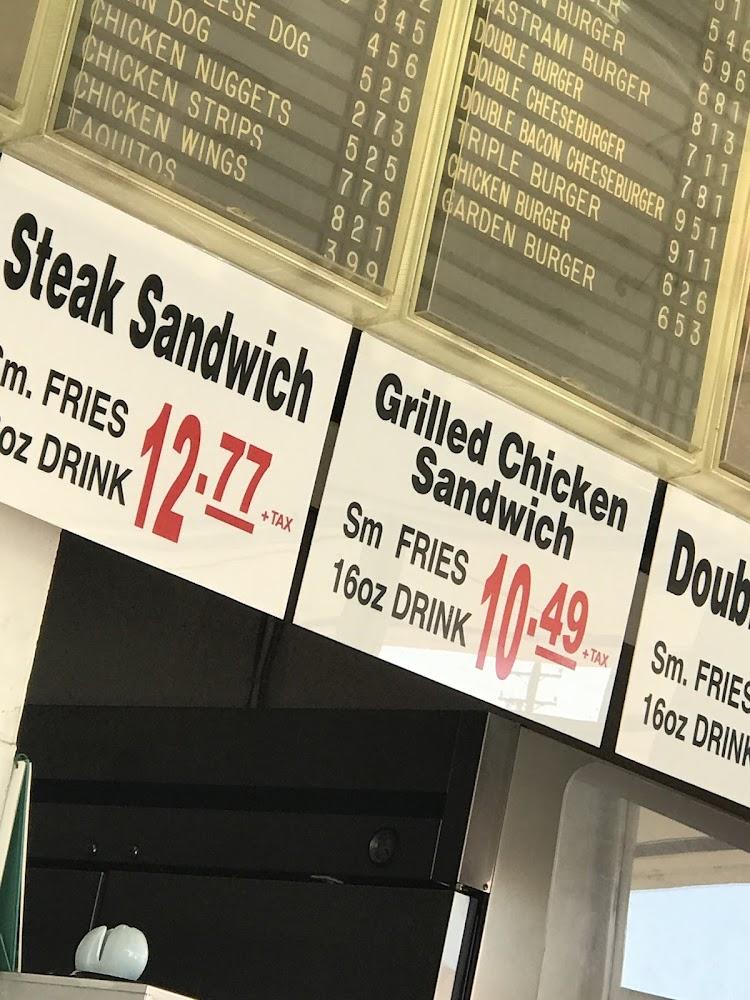 EESE DOG 525
DOG 273
CHICKEN NUGGETS 525
CHICKEN STRIPS 776
CHICKEN WINGS 821
TAQUITOS 399
345
456
BURGER 681
PASTRAMI BURGER 813
DOUBLE BURGER 711
DOUBLE CHEESEBURGER 781
DOUBLE BACON CHEESEBURGER 951
TRIPLE BURGER 911
CHICKEN BURGER 626
GARDEN BURGER 653
596
Steak Sandwich
Sm. FRIES
oz DRINK
12.77 +TAX
Grilled Chicken
Sandwich
Sm FRIES
16oz DRINK
10.49 +TAX
Doub
Sm. FRIES
16oz DRINK